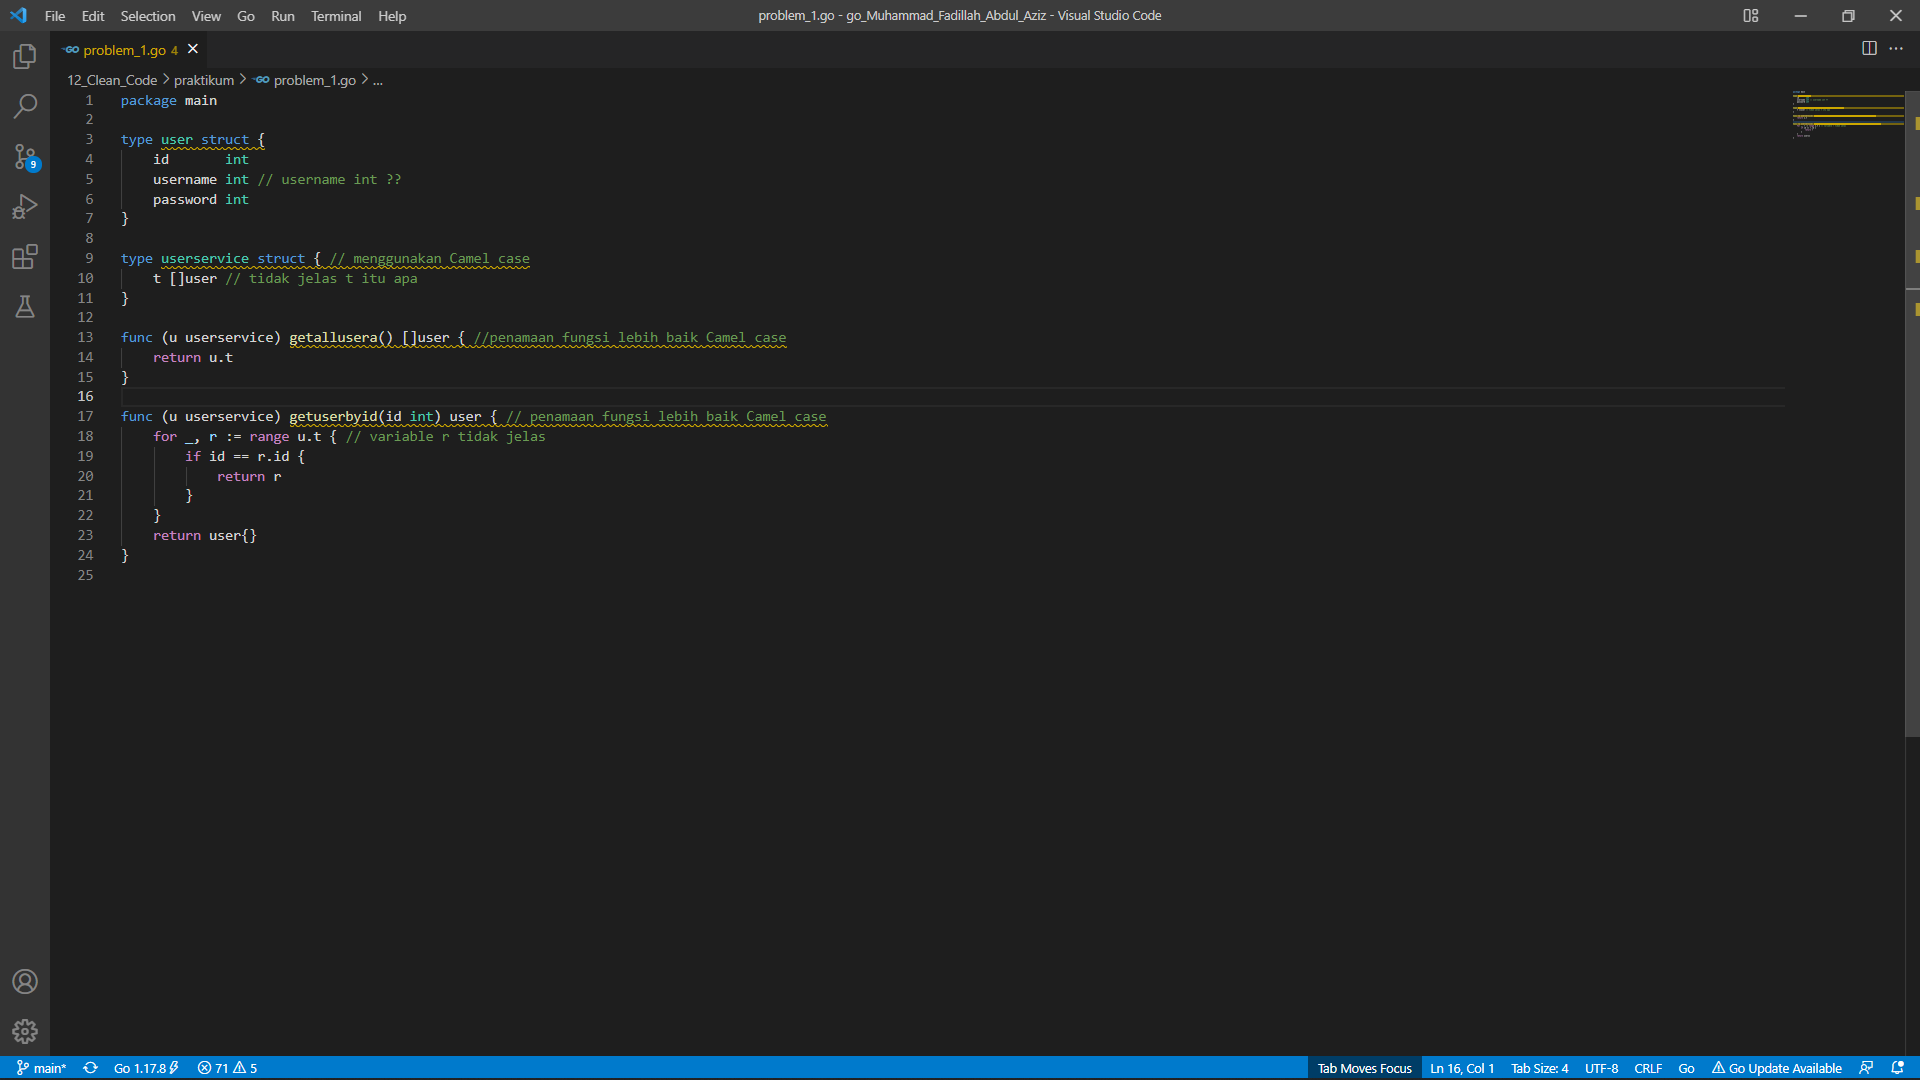 File Edit Selection View Go Run Terminal Help problem_1.go - go_Muhammad_Fadillah_Abdul_Aziz - Visual Studio Code
GO problem_1.go 4
12_Clean_Code > praktikum > GO problem_1.go > ...
1 package main
2
3 type user struct {
4 id int
5 username int // username int ??
6 password int
7 }
8
9 type userservice struct { // menggunakan Camel case
10 t []user // tidak jelas t itu apa
11 }
12
13 func (u userservice) getallusera() []user { //penamaan fungsi lebih baik Camel case
14 return u.t
15 }
16
17 func (u userservice) getuserbyid(id int) user { // penamaan fungsi lebih baik Camel case
18 for _, r := range u.t { // variable r tidak jelas
19 if id == r.id {
20 return r
21 }
22 }
23 return user{}
24 }
25
9
main* Go 1.17.8 71 5 Tab Moves Focus Ln 16, Col 1 Tab Size: 4 UTF-8 CRLF Go Go Update Available